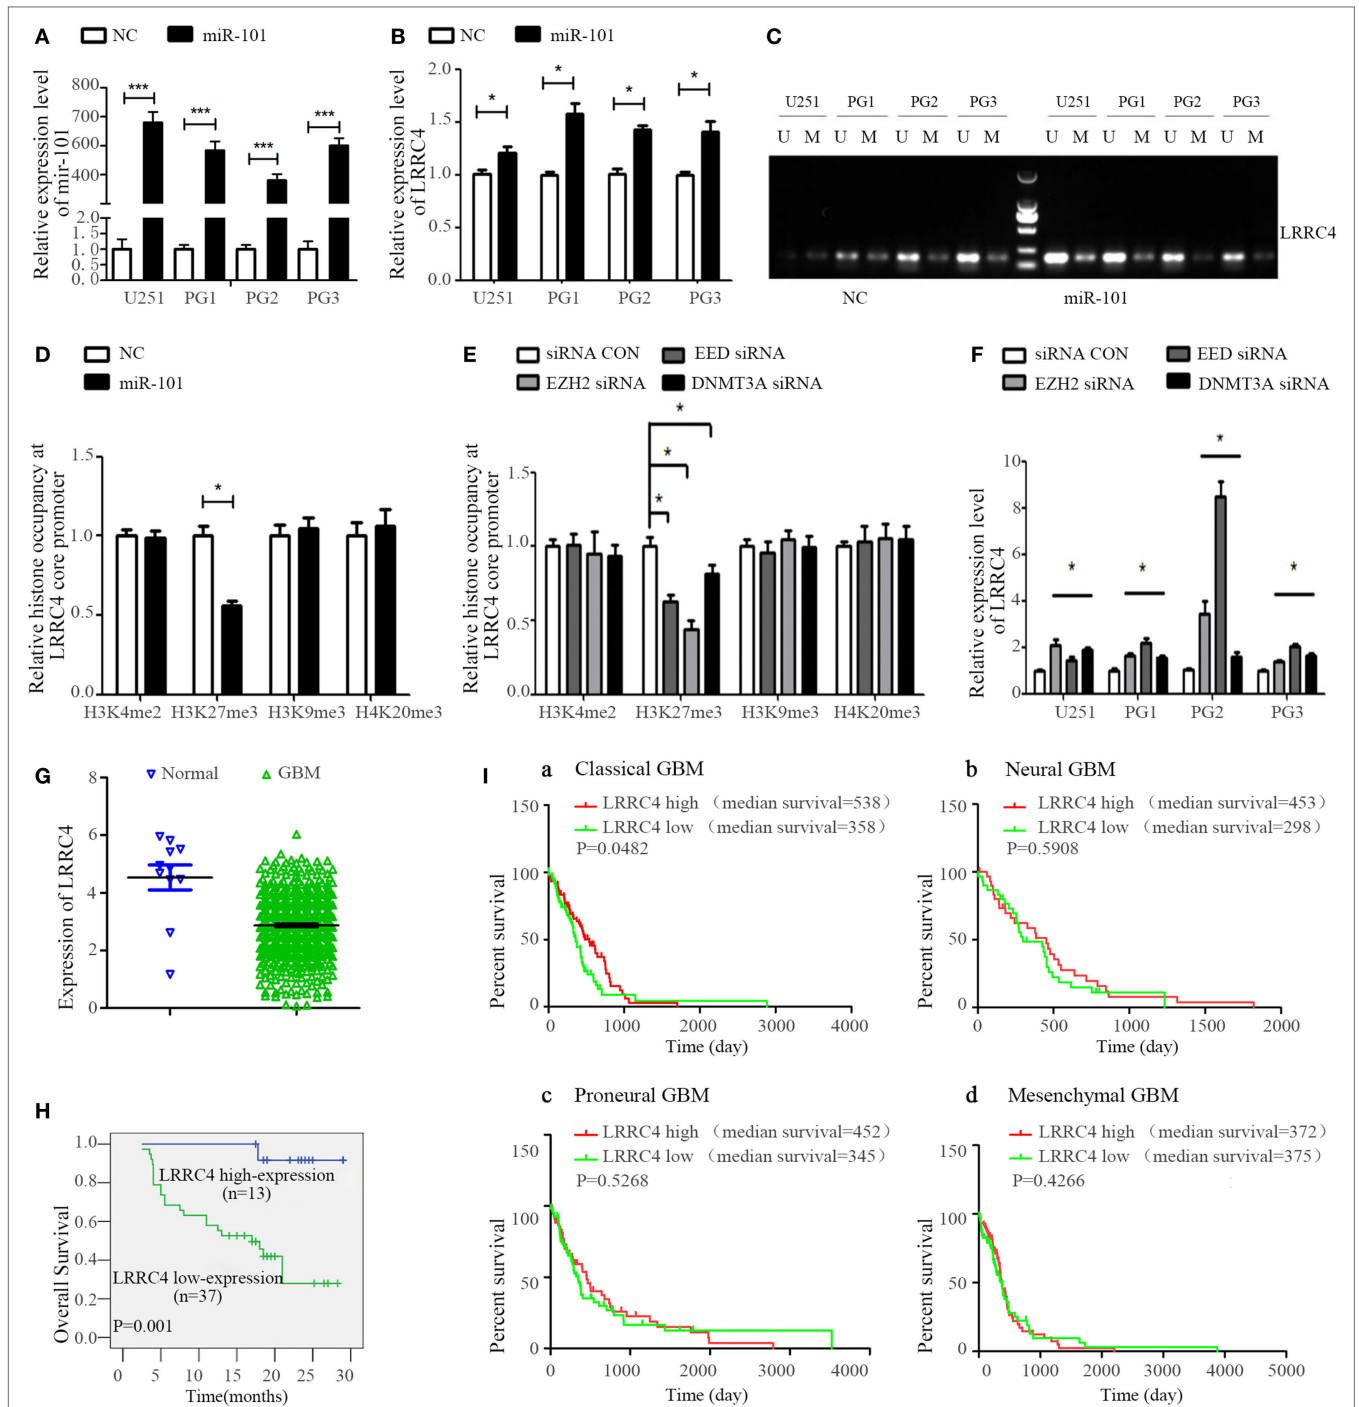 A
NC
miR-101
Relative expression level of mir-101
800
700
600
400
2.0
1.5
1.0
0.5
0.0
***
***
***
***
U251
PG1
PG2
PG3
B
NC
miR-101
Relative expression level of LRRC4
2.0
1.5
1.0
0.5
0.0
*
*
*
*
U251
PG1
PG2
PG3
C
U251 PG1 PG2 PG3 U251 PG1 PG2 PG3
U M U M U M U M U M U M U M U M
LRRC4
NC
miR-101
D
NC
miR-101
Relative histone occupancy at LRRC4 core promoter
1.5
1.0
0.5
0.0
*
H3K4me2
H3K27me3
H3K9me3
H4K20me3
E
siRNA CON
EED siRNA
EZH2 siRNA
DNMT3A siRNA
Relative histone occupancy at LRRC4 core promoter
1.5
1.0
0.5
0.0
*
*
*
H3K4me2
H3K27me3
H3K9me3
H4K20me3
F
siRNA CON
EED siRNA
EZH2 siRNA
DNMT3A siRNA
Relative expression level of LRRC4
10
8
6
4
2
0
*
*
*
*
U251
PG1
PG2
PG3
G
Normal
GBM
Expression of LRRC4
8
6
4
2
0
H
Overall Survival
1.0
0.8
0.6
0.4
0.2
0.0
LRRC4 high-expression
(n=13)
LRRC4 low-expression
(n=37)
P=0.001
0 5 10 15 20 25 30
Time(months)
I
a Classical GBM
LRRC4 high (median survival=538)
LRRC4 low (median survival=358)
P=0.0482
Percent survival
150
100
50
0
0 1000 2000 3000 4000
Time (day)
b Neural GBM
LRRC4 high (median survival=453)
LRRC4 low (median survival=298)
P=0.5908
Percent survival
150
100
50
0
0 500 1000 1500 2000
Time (day)
c Proneural GBM
LRRC4 high (median survival=452)
LRRC4 low (median survival=345)
P=0.5268
Percent survival
150
100
50
0
0 1000 2000 3000 4000
Time (day)
d Mesenchymal GBM
LRRC4 high (median survival=372)
LRRC4 low (median survival=375)
P=0.4266
Percent survival
150
100
50
0
0 1000 2000 3000 4000 5000
Time (day)